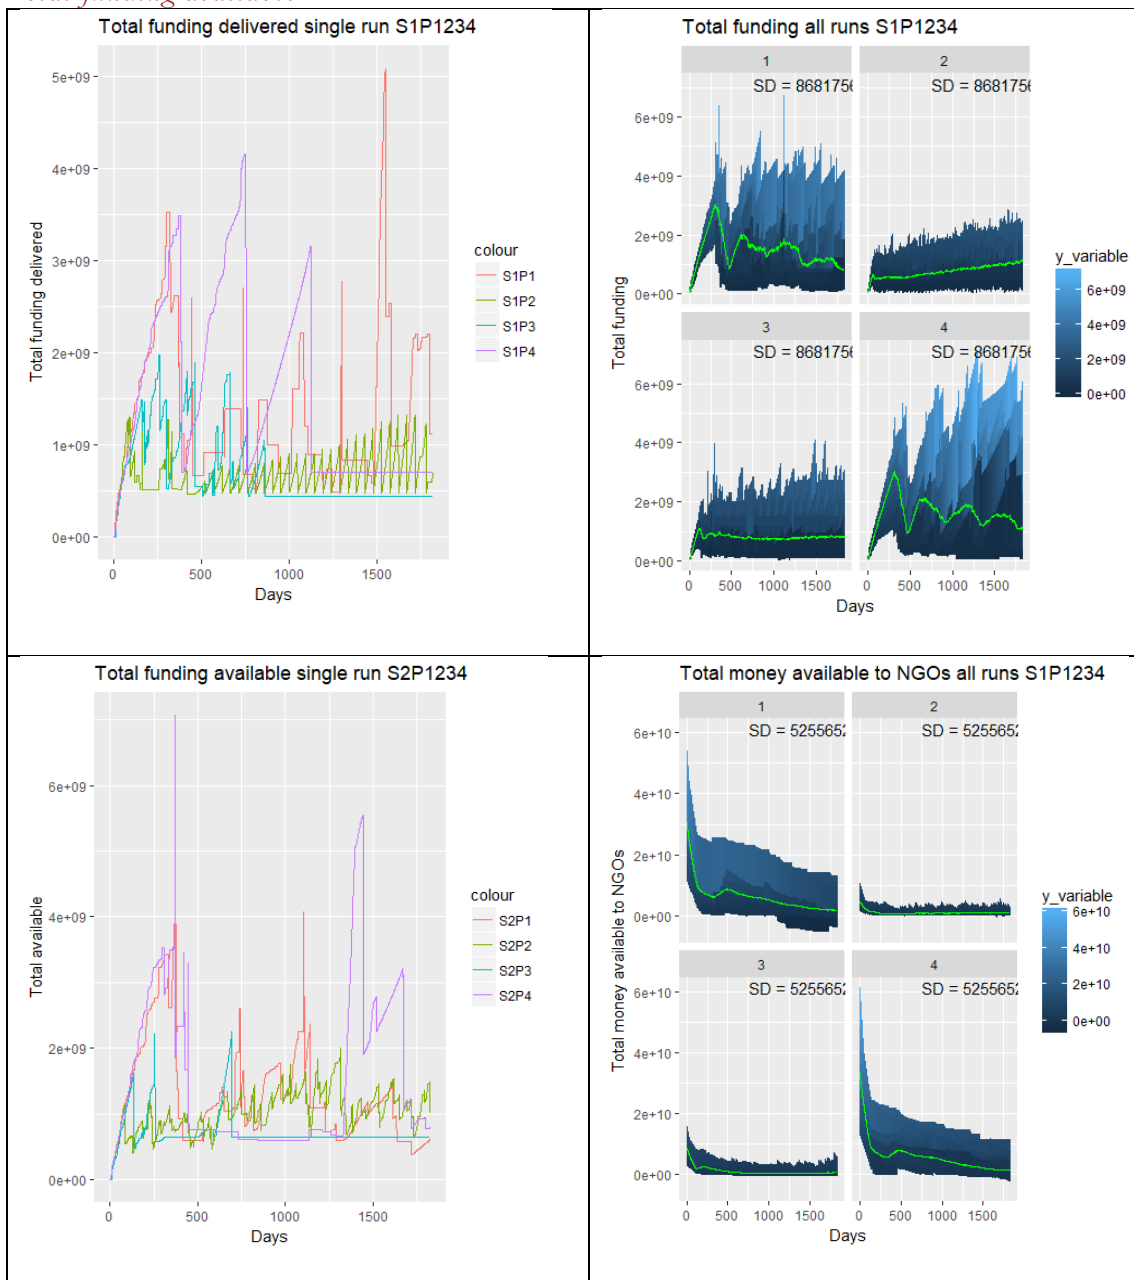 Total funding available
Total funding delivered single run S1P1234
Total funding delivered
5e+09
4e+09
3e+09
2e+09
1e+09
0e+00
0 500 1000 1500
Days
colour
S1P1
S1P2
S1P3
S1P4
Total funding all runs S1P1234
Total funding
1
2
SD = 8681756
SD = 8681756
6e+09
4e+09
2e+09
0e+00
3
4
SD = 8681756
SD = 8681756
6e+09
4e+09
2e+09
0e+00
0 500 1000 1500 0 500 1000 1500
Days
y_variable
6e+09
4e+09
2e+09
0e+00
Total funding available single run S2P1234
Total available
6e+09
4e+09
2e+09
0e+00
0 500 1000 1500
Days
colour
S2P1
S2P2
S2P3
S2P4
Total money available to NGOs all runs S1P1234
Total money available to NGOs
1
2
SD = 5255652
SD = 5255652
6e+10
4e+10
2e+10
0e+00
3
4
SD = 5255652
SD = 5255652
6e+10
4e+10
2e+10
0e+00
0 500 1000 1500 0 500 1000 1500
Days
y_variable
6e+10
4e+10
2e+10
0e+00